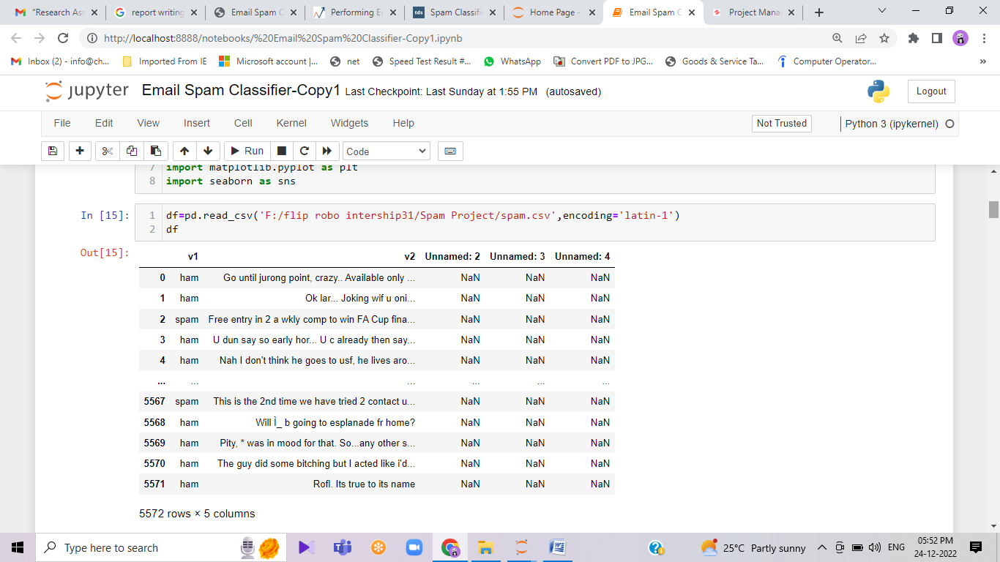 "Research Ass
report writing
Email Spam C
Performing En
tds Spam Classifi
Home Page -
Email Spam C
Project Mana
http://localhost:8888/notebooks/%20Email%20Spam%20Classifier-Copy1.ipynb
Inbox (2) - info@ch... Imported From IE Microsoft account |... net Speed Test Result #... WhatsApp Convert PDF to JPG... Goods & Service Ta... Computer Operator... »
jupyter Email Spam Classifier-Copy1 Last Checkpoint: Last Sunday at 1:55 PM (autosaved) Logout
File Edit View Insert Cell Kernel Widgets Help Not Trusted Python 3 (ipykernel)
Run Code
7 import matplotlib.pyplot as plt
8 import seaborn as sns
In [15]: 1 df=pd.read_csv('F:/flip robo intership31/Spam Project/spam.csv',encoding='latin-1')
2 df
Out[15]:
v1 v2 Unnamed: 2 Unnamed: 3 Unnamed: 4
0 ham Go until jurong point, crazy.. Available only ... NaN NaN NaN
1 ham Ok lar... Joking wif u oni... NaN NaN NaN
2 spam Free entry in 2 a wkly comp to win FA Cup fina... NaN NaN NaN
3 ham U dun say so early hor... U c already then say... NaN NaN NaN
4 ham Nah I don't think he goes to usf, he lives aro... NaN NaN NaN
... ... ... ... ... ...
5567 spam This is the 2nd time we have tried 2 contact u... NaN NaN NaN
5568 ham Will Ì_ b going to esplanade fr home? NaN NaN NaN
5569 ham Pity, * was in mood for that. So...any other s... NaN NaN NaN
5570 ham The guy did some bitching but I acted like i'd... NaN NaN NaN
5571 ham Rofl. Its true to its name NaN NaN NaN
5572 rows × 5 columns
Type here to search
25°C Partly sunny
ENG
05:52 PM
24-12-2022